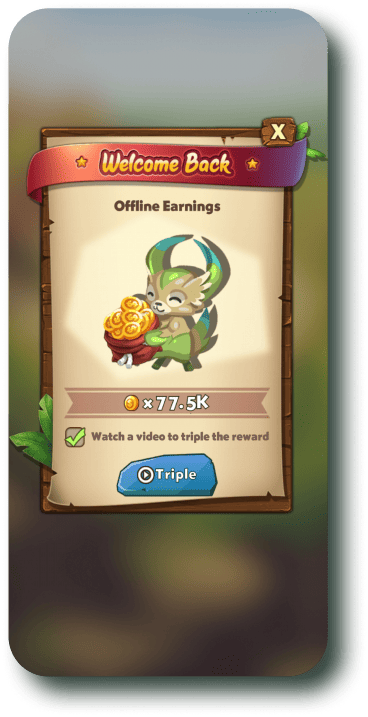 X
Welcome Back
Offline Earnings
x 77.5K
Watch a video to triple the reward
Triple